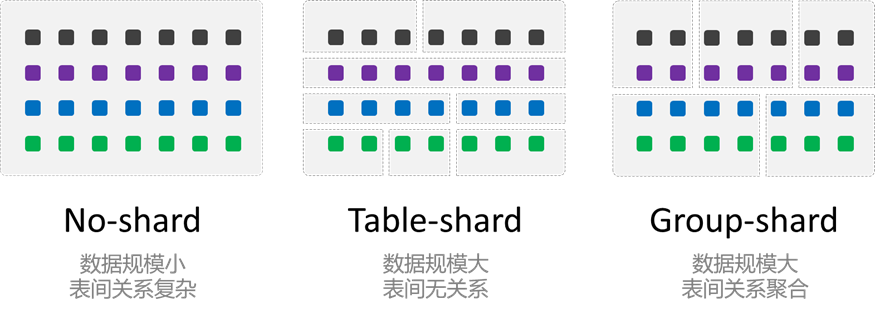 No-shard
数据规模小
表间关系复杂
Table-shard
数据规模大
表间无关系
Group-shard
数据规模大
表间关系聚合